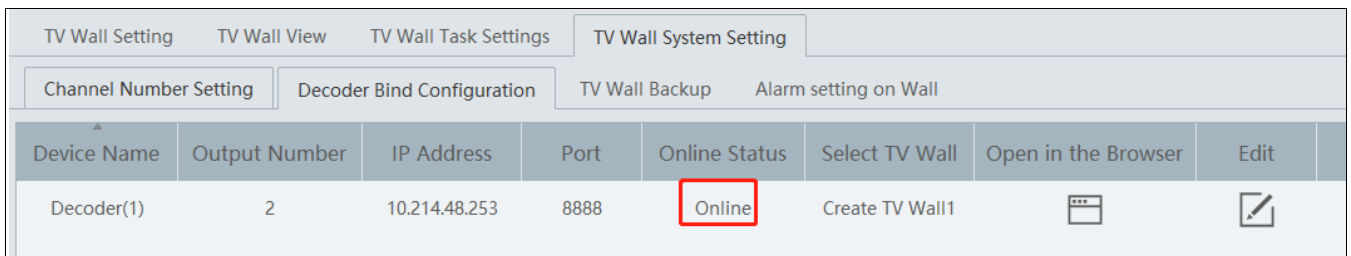 TV Wall Setting TV Wall View TV Wall Task Settings TV Wall System Setting
Channel Number Setting Decoder Bind Configuration TV Wall Backup Alarm setting on Wall
Device Name Output Number IP Address Port Online Status Select TV Wall Open in the Browser Edit
Decoder(1) 2 10.214.48.253 8888 Online Create TV Wall1